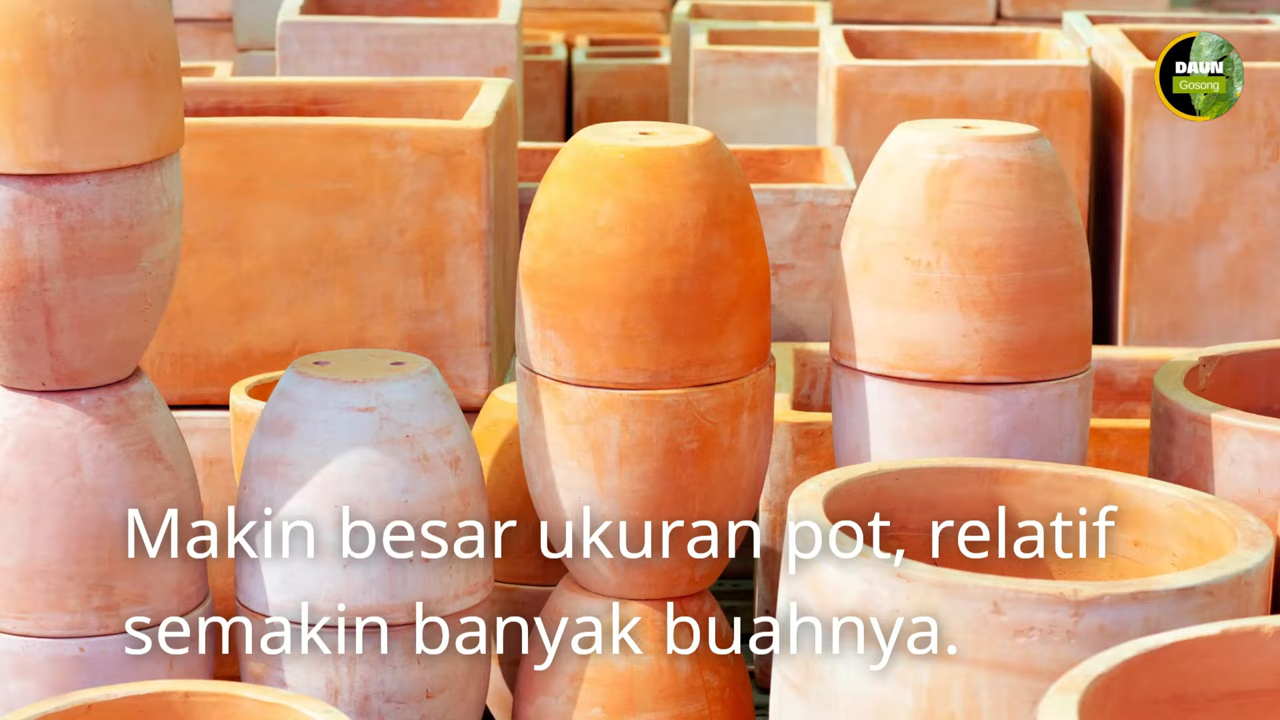 DAUN
Gosong
Makin besar ukuran pot, relatif
semakin banyak buahnya.